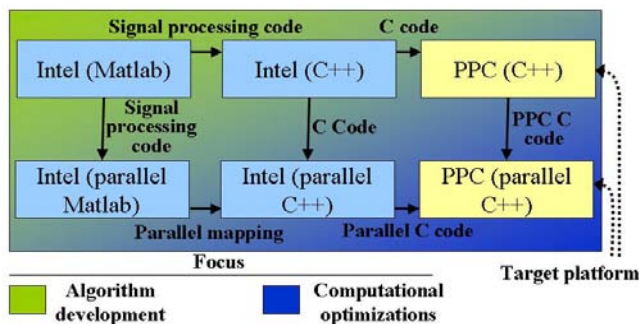 Signal processing code
C code
Intel (Matlab)
Intel (C++)
PPC (C++)
Signal
processing
code
C Code
PPC C
code
Intel (parallel
Matlab)
Intel (parallel
C++)
PPC (parallel
C++)
Parallel mapping
Parallel C code
Focus
Target platform
Algorithm
development
Computational
optimizations